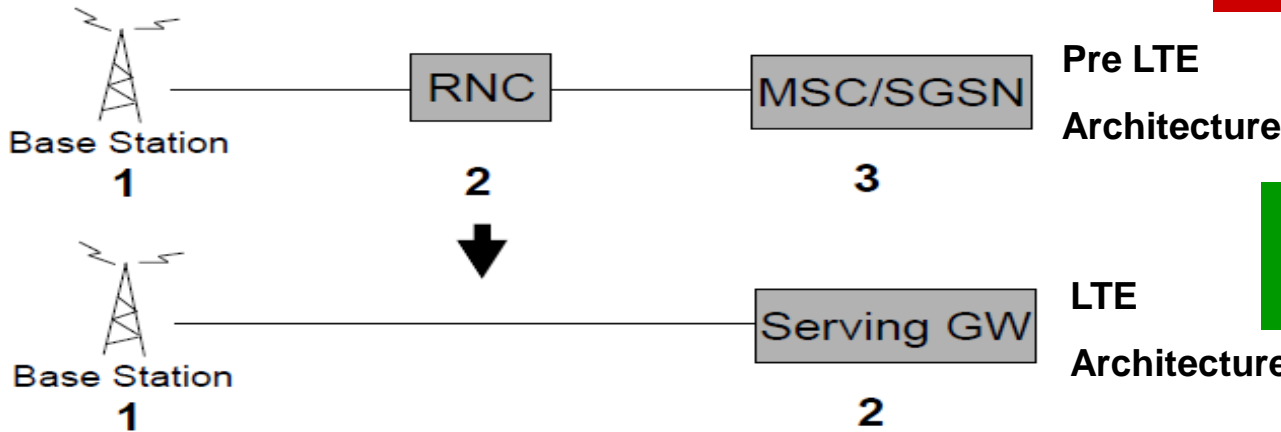 RNC
MSC/SGSN
Pre LTE
Architecture
Base Station
1
2
3
Serving GW
LTE
Architecture
Base Station
1
2